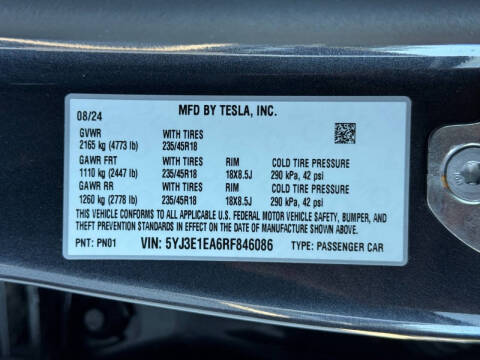 MFD BY TESLA, INC.
08/24
GVWR WITH TIRES
2165 kg (4773 lb) 235/45R18
GAWR FRT WITH TIRES RIM COLD TIRE PRESSURE
1110 kg (2447 lb) 235/45R18 18X8.5J 290 kPa, 42 psi
GAWR RR WITH TIRES RIM COLD TIRE PRESSURE
1260 kg (2778 lb) 235/45R18 18X8.5J 290 kPa, 42 psi
THIS VEHICLE CONFORMS TO ALL APPLICABLE U.S. FEDERAL MOTOR VEHICLE SAFETY, BUMPER, AND
THEFT PREVENTION STANDARDS IN EFFECT ON THE DATE OF MANUFACTURE SHOWN ABOVE.
PNT: PN01 VIN: 5YJ3E1EA6RF846086 TYPE: PASSENGER CAR